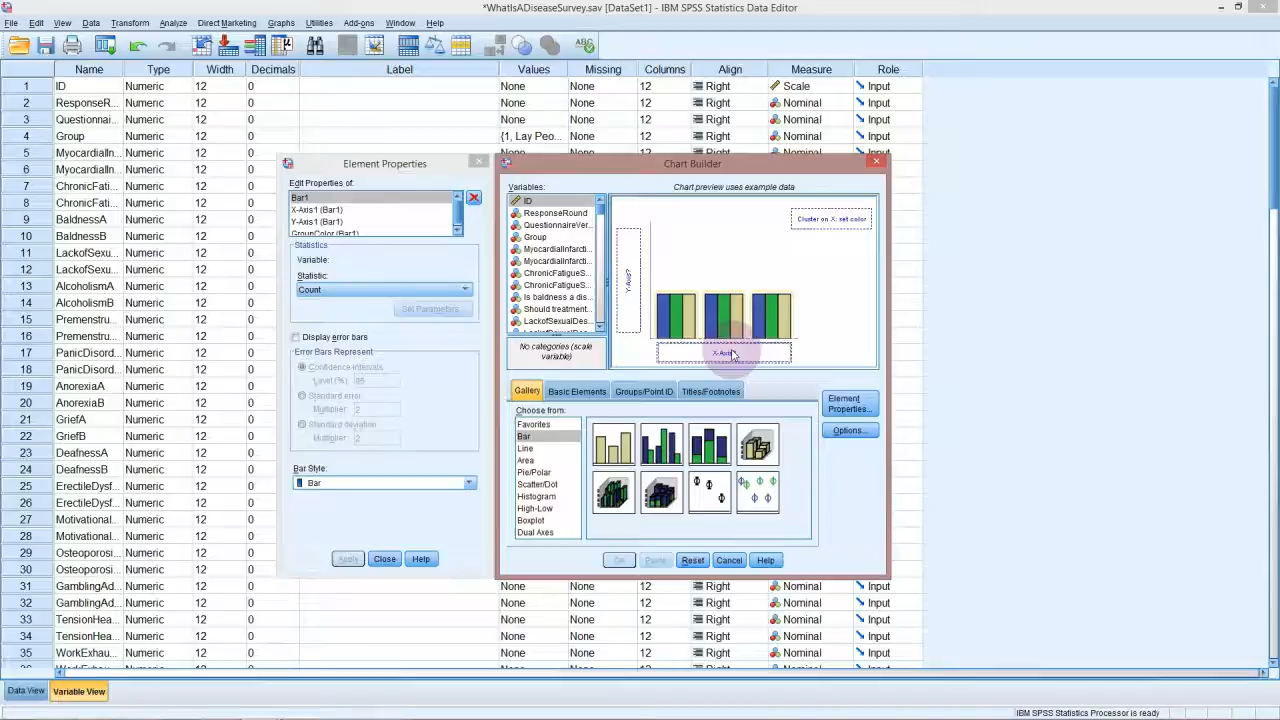 *WhatIsADiseaseSurvey.sav [DataSet1] - IBM SPSS Statistics Data Editor
File Edit View Data Transform Analyze Direct Marketing Graphs Utilities Add-ons Window Help
Name Type Width Decimals Label Values Missing Columns Align Measure Role
1 ID Numeric 12 0 None None 12 Right Scale Input
2 ResponseR... Numeric 12 0 None None 12 Right Nominal Input
3 Questionnai... Numeric 12 0 None None 12 Right Nominal Input
4 Group Numeric 12 0 {1, Lay Peo... None 12 Right Nominal Input
5 MyocardialIn... Numeric 12 0 None None 12 Right Nominal Input
6 MyocardialIn... Numeric 12 0
7 ChronicFati... Numeric 12 0
8 ChronicFati... Numeric 12 0
9 BaldnessA Numeric 12 0
10 BaldnessB Numeric 12 0
11 LackofSexu... Numeric 12 0
12 LackofSexu... Numeric 12 0
13 AlcoholismA Numeric 12 0
14 AlcoholismB Numeric 12 0
15 Premenstru... Numeric 12 0
16 Premenstru... Numeric 12 0
17 PanicDisord... Numeric 12 0
18 PanicDisord... Numeric 12 0
19 AnorexiaA Numeric 12 0
20 AnorexiaB Numeric 12 0
21 GriefA Numeric 12 0
22 GriefB Numeric 12 0
23 DeafnessA Numeric 12 0
24 DeafnessB Numeric 12 0
25 ErectileDysf... Numeric 12 0
26 ErectileDysf... Numeric 12 0
27 Motivational... Numeric 12 0
28 Motivational... Numeric 12 0
29 Osteoporosi... Numeric 12 0
30 Osteoporosi... Numeric 12 0
31 GamblingAd... Numeric 12 0 None None 12 Right Nominal Input
32 GamblingAd... Numeric 12 0 None None 12 Right Nominal Input
33 TensionHea... Numeric 12 0 None None 12 Right Nominal Input
34 TensionHea... Numeric 12 0 None None 12 Right Nominal Input
35 WorkExhau... Numeric 12 0 None None 12 Right Nominal Input
Element Properties
Edit Properties of:
Bar1
X-Axis1 (Bar1)
Y-Axis1 (Bar1)
GroupColor (Bar1)
Statistics
Variable:
Statistic:
Count
Set Parameters...
Display error bars
Error Bars Represent
Confidence intervals
Level (%): 95
Standard error
Multiplier: 2
Standard deviation
Multiplier: 2
Bar Style:
Bar
Apply Close Help
Chart Builder
Variables:
Chart preview uses example data
ID
ResponseRound
QuestionnaireVer...
Group
MyocardialInfarcti...
MyocardialInfarcti...
ChronicFatigueS...
ChronicFatigueS...
Is baldness a dis...
Should treatment...
LackofSexualDes...
No categories (scale
variable)
Cluster on X: set color
Y-Axis?
X-Axis
Gallery Basic Elements Groups/Point ID Titles/Footnotes
Choose from:
Favorites
Bar
Line
Area
Pie/Polar
Scatter/Dot
Histogram
High-Low
Boxplot
Dual Axes
Element
Properties...
Options...
OK Paste Reset Cancel Help
Data View Variable View
IBM SPSS Statistics Processor is ready